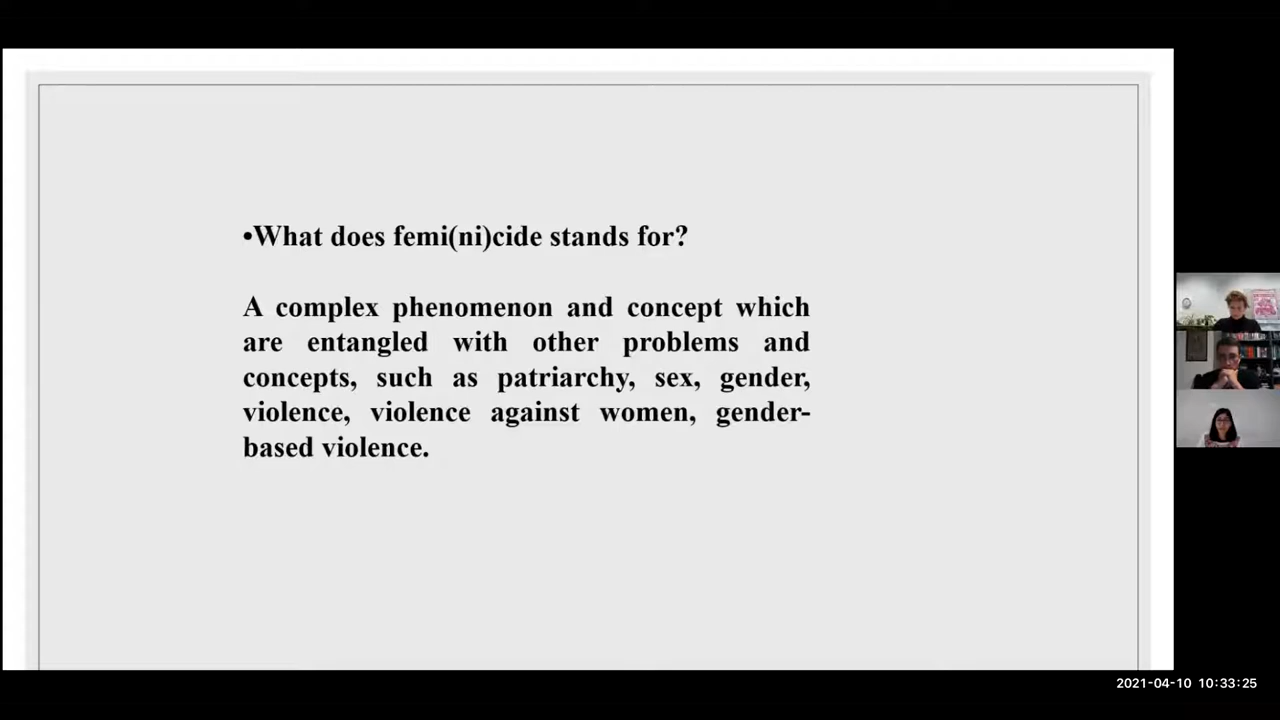 •What does femi(ni)cide stands for?
A complex phenomenon and concept which
are entangled with other problems and
concepts, such as patriarchy, sex, gender,
violence, violence against women, gender-
based violence.
2021-04-10 10:33:25